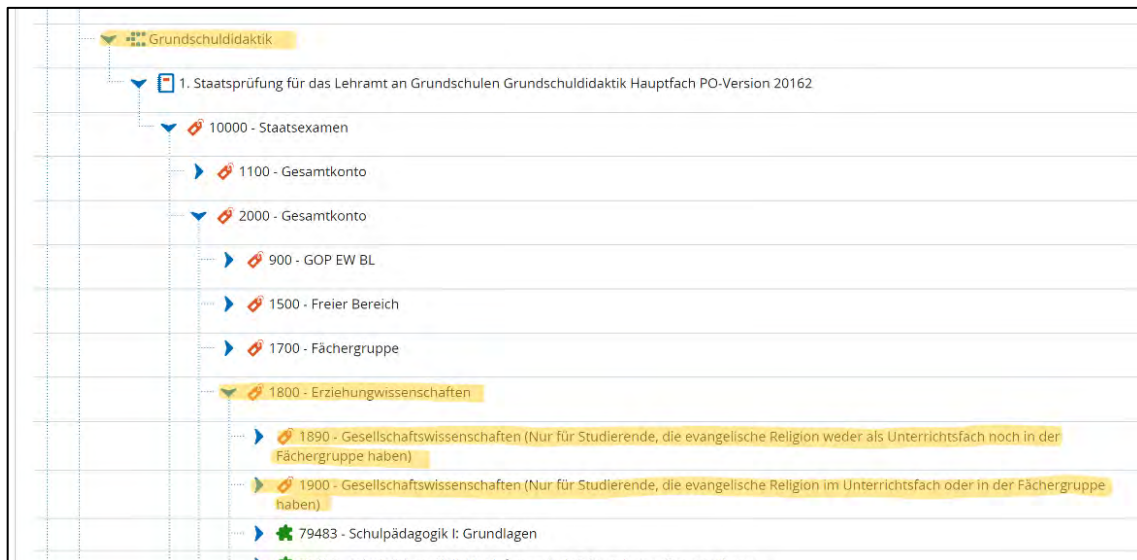 Grundschuldidaktik
1. Staatsprüfung für das Lehramt an Grundschulen Grundschuldidaktik Hauptfach PO-Version 20162
10000 - Staatsexamen
1100 - Gesamtkonto
2000 - Gesamtkonto
900 - GOP EW BL
1500 - Freier Bereich
1700 - Fächergruppe
1800 - Erziehungwissenschaften
1890 - Gesellschaftswissenschaften (Nur für Studierende, die evangelische Religion weder als Unterrichtsfach noch in der
Fächergruppe haben)
1900 - Gesellschaftswissenschaften (Nur für Studierende, die evangelische Religion im Unterrichtsfach oder in der Fächergruppe
haben)
79483 - Schulpädagogik I: Grundlagen